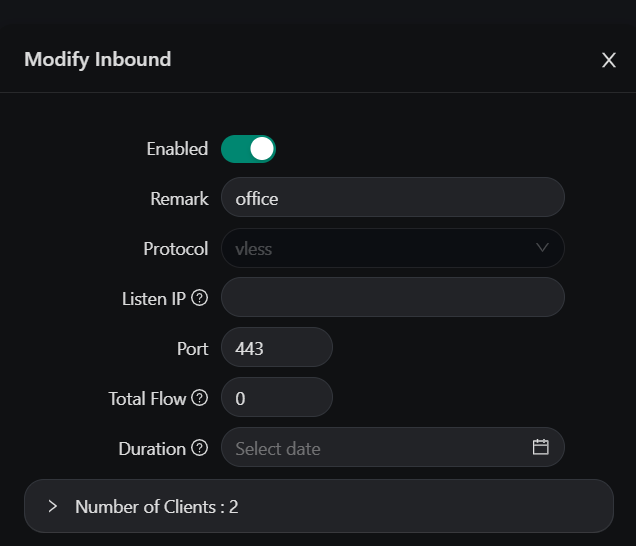 Modify Inbound
Enabled
Remark office
Protocol vless
Listen IP
Port 443
Total Flow 0
Duration Select date
Number of Clients : 2